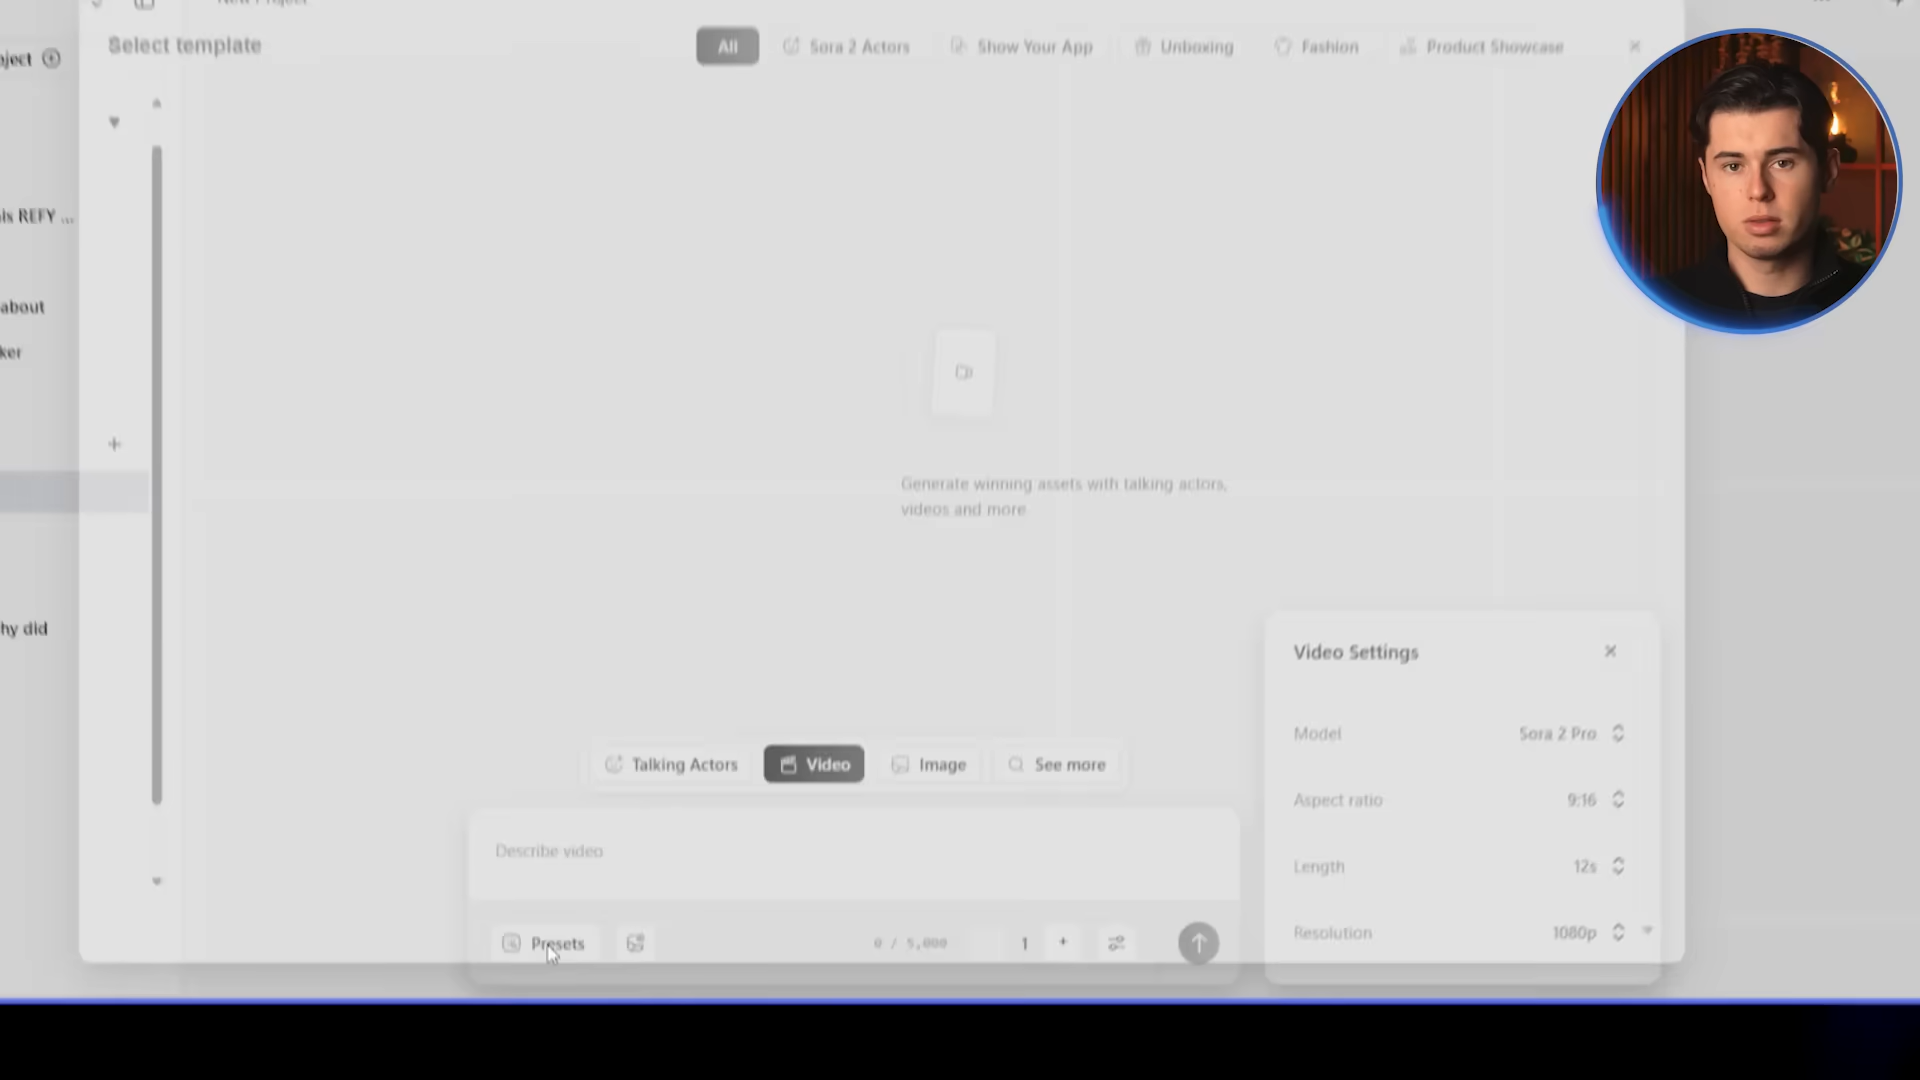 Select template
All
Sora 2 Actors
Show Your App
Unboxing
Fashion
Product Showcase
oject
is REFY ...
about
ker
hy did
Generate winning assets with talking actors,
videos and more
Video Settings
Model
Sora 2 Pro
Aspect ratio
9:16
Length
12s
Resolution
1080p
Talking Actors
Video
Image
See more
Describe video
Presets
0 / 5,000
1